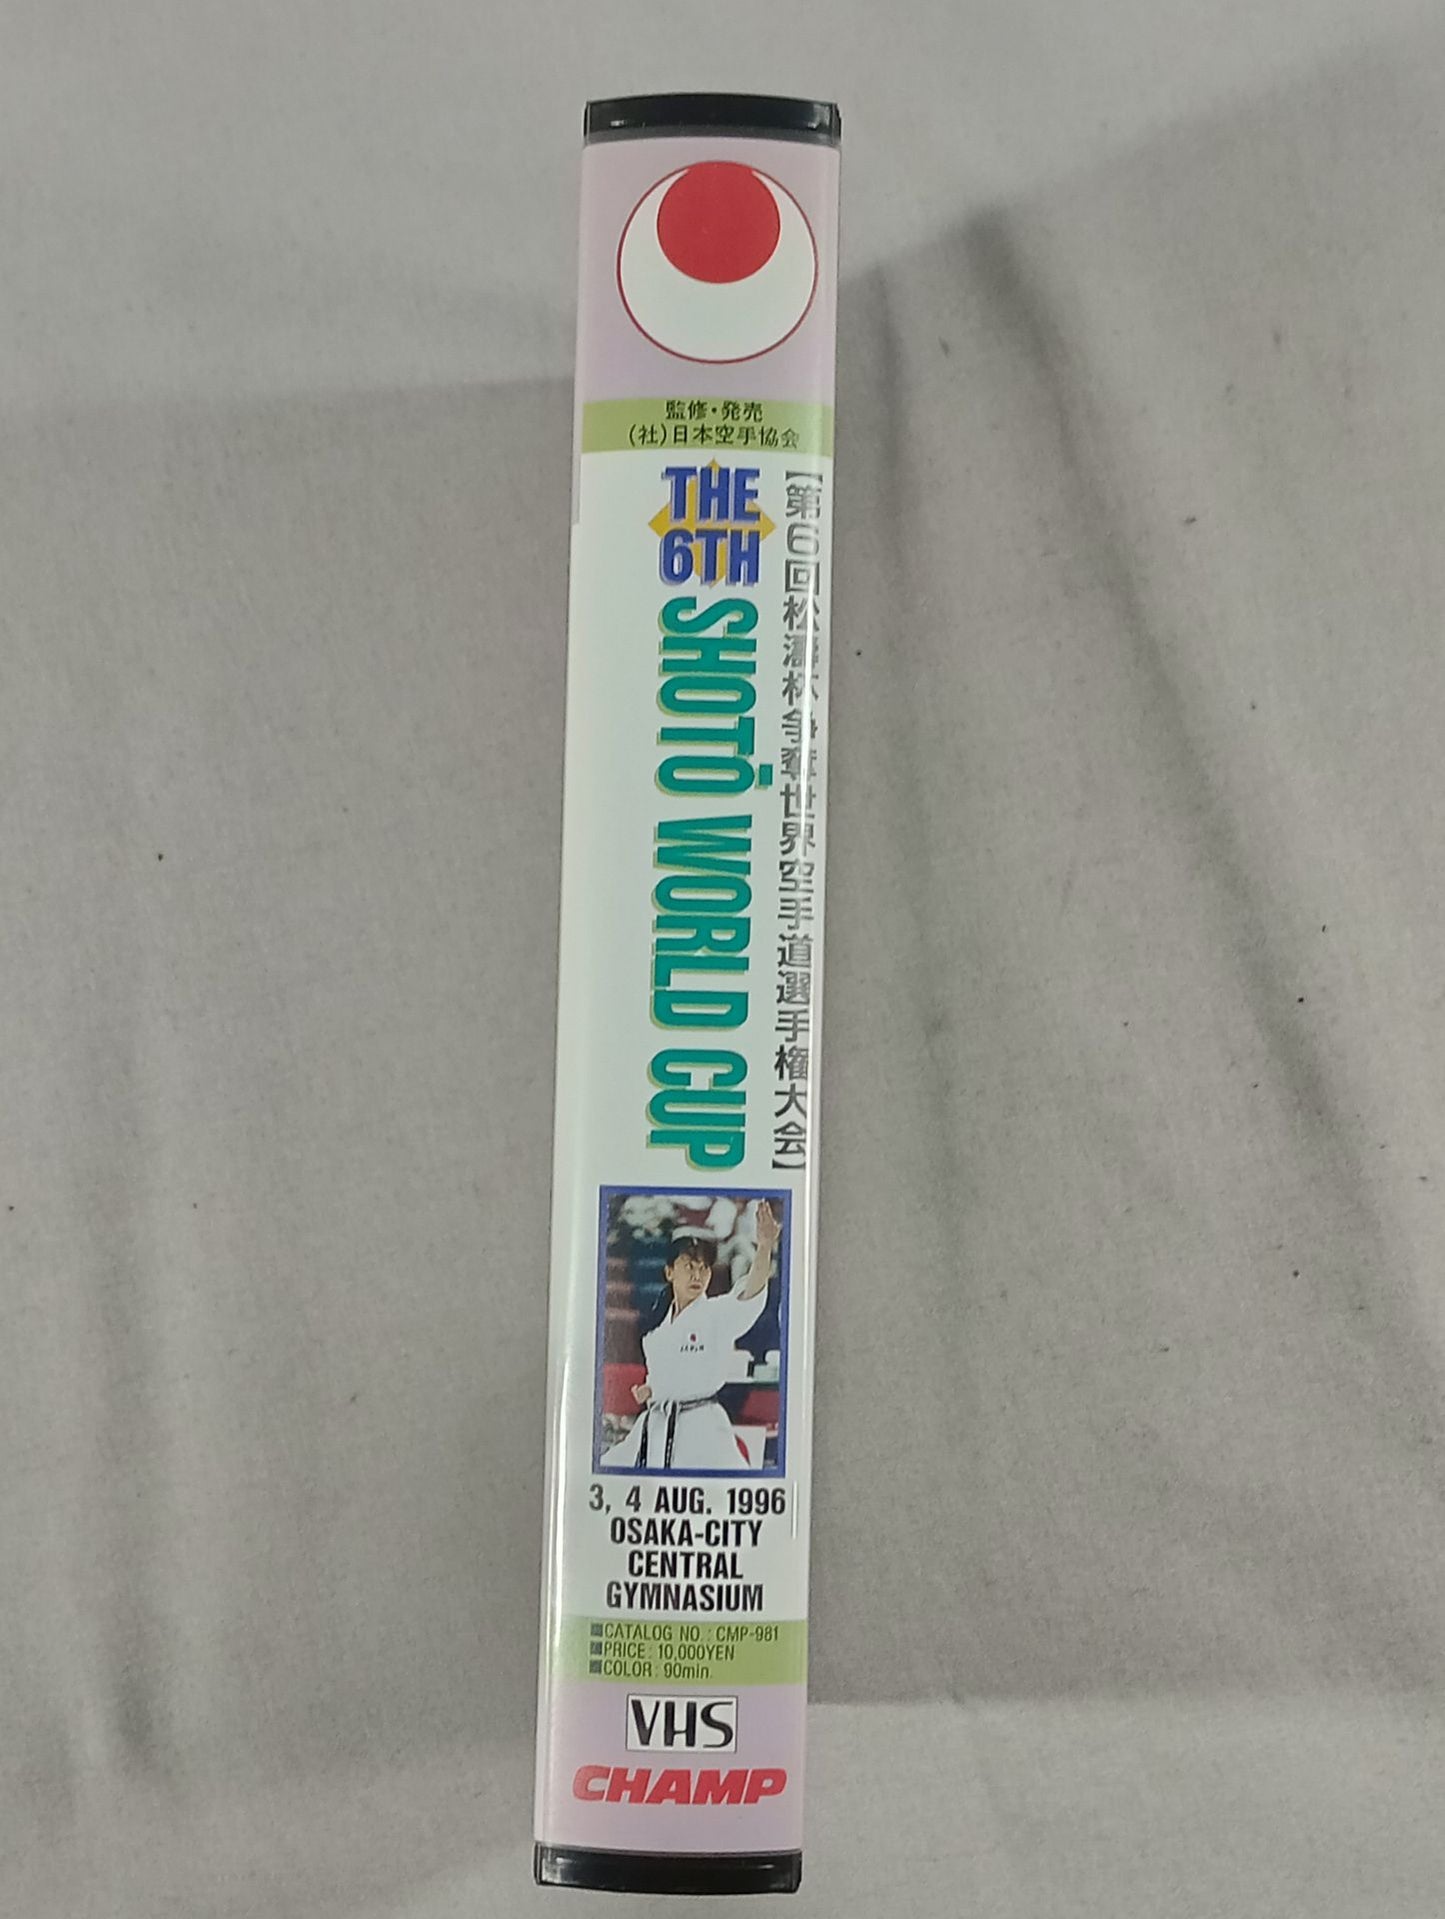 監修・発売
(社)日本空手協会
THE
6TH
SHOTŌ WORLD CUP
【第6回松濤杯争奪世界空手道選手権大会】
JAPAN
3, 4 AUG. 1996
OSAKA-CITY
CENTRAL
GYMNASIUM
■CATALOG NO.: CMP-981
■PRICE: 10,000YEN
■COLOR: 90min.
VHS
CHAMP